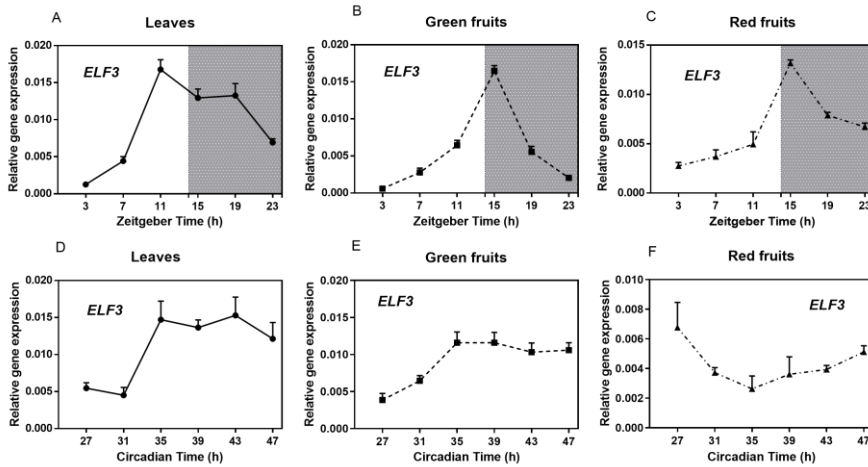 A
Leaves
Relative gene expression
0.020
0.015
0.010
0.005
0.000
ELF3
3 7 11 15 19 23
Zeitgeber Time (h)
B
Green fruits
Relative gene expression
0.020
0.015
0.010
0.005
0.000
ELF3
3 7 11 15 19 23
Zeitgeber Time (h)
C
Red fruits
Relative gene expression
0.015
0.010
0.005
0.000
ELF3
3 7 11 15 19 23
Zeitgeber Time (h)
D
Leaves
Relative gene expression
0.020
0.015
0.010
0.005
0.000
ELF3
27 31 35 39 43 47
Circadian Time (h)
E
Green fruits
Relative gene expression
0.020
0.015
0.010
0.005
0.000
ELF3
27 31 35 39 43 47
Circadian Time (h)
F
Red fruits
Relative gene expression
0.010
0.008
0.006
0.004
0.002
0.000
ELF3
27 31 35 39 43 47
Circadian Time (h)